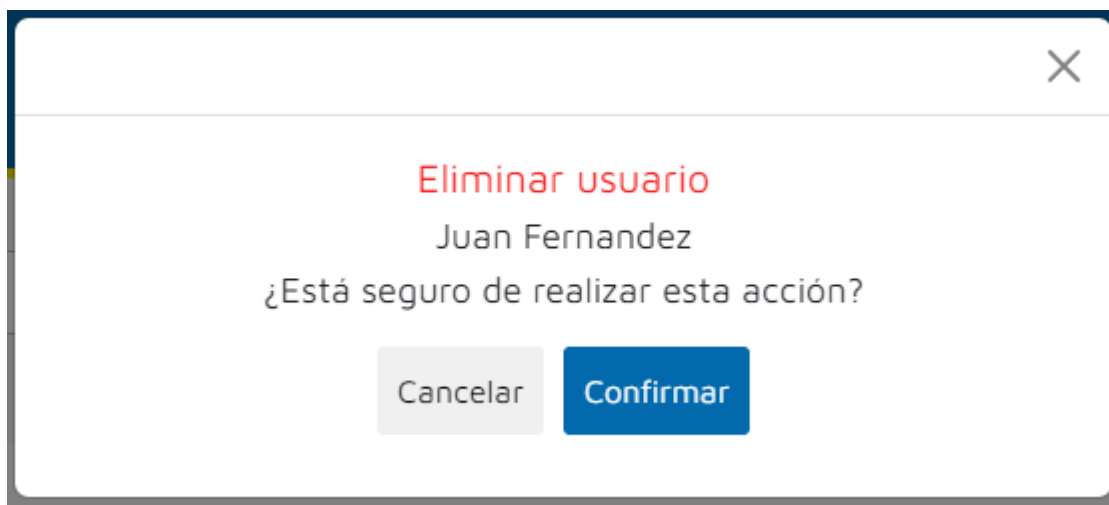 Eliminar usuario
Juan Fernandez
¿Está seguro de realizar esta acción?
Cancelar Confirmar